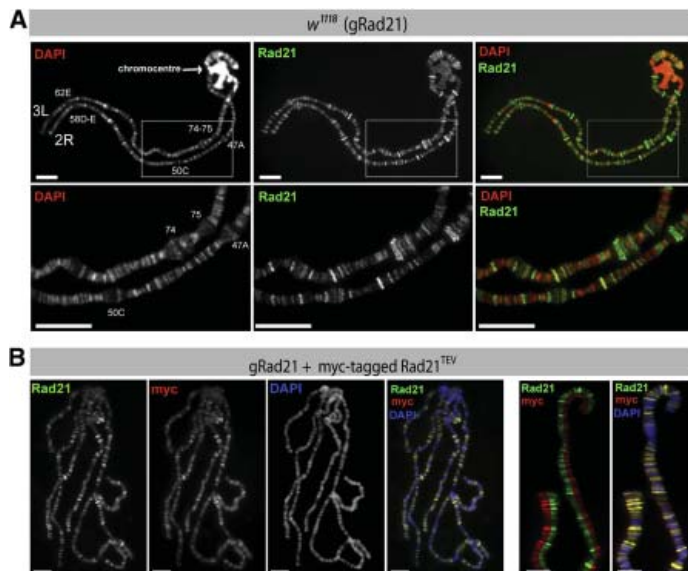 A
w1118 (gRad21)
DAPI
Rad21
DAPI
Rad21
chromocentre
62E
3L
58D-E
2R
74-75
47A
50C
DAPI
Rad21
DAPI
Rad21
75
74
47A
50C
B
gRad21 + myc-tagged Rad21TEV
Rad21
myc
DAPI
Rad21
myc
DAPI
Rad21
myc
Rad21
myc
DAPI